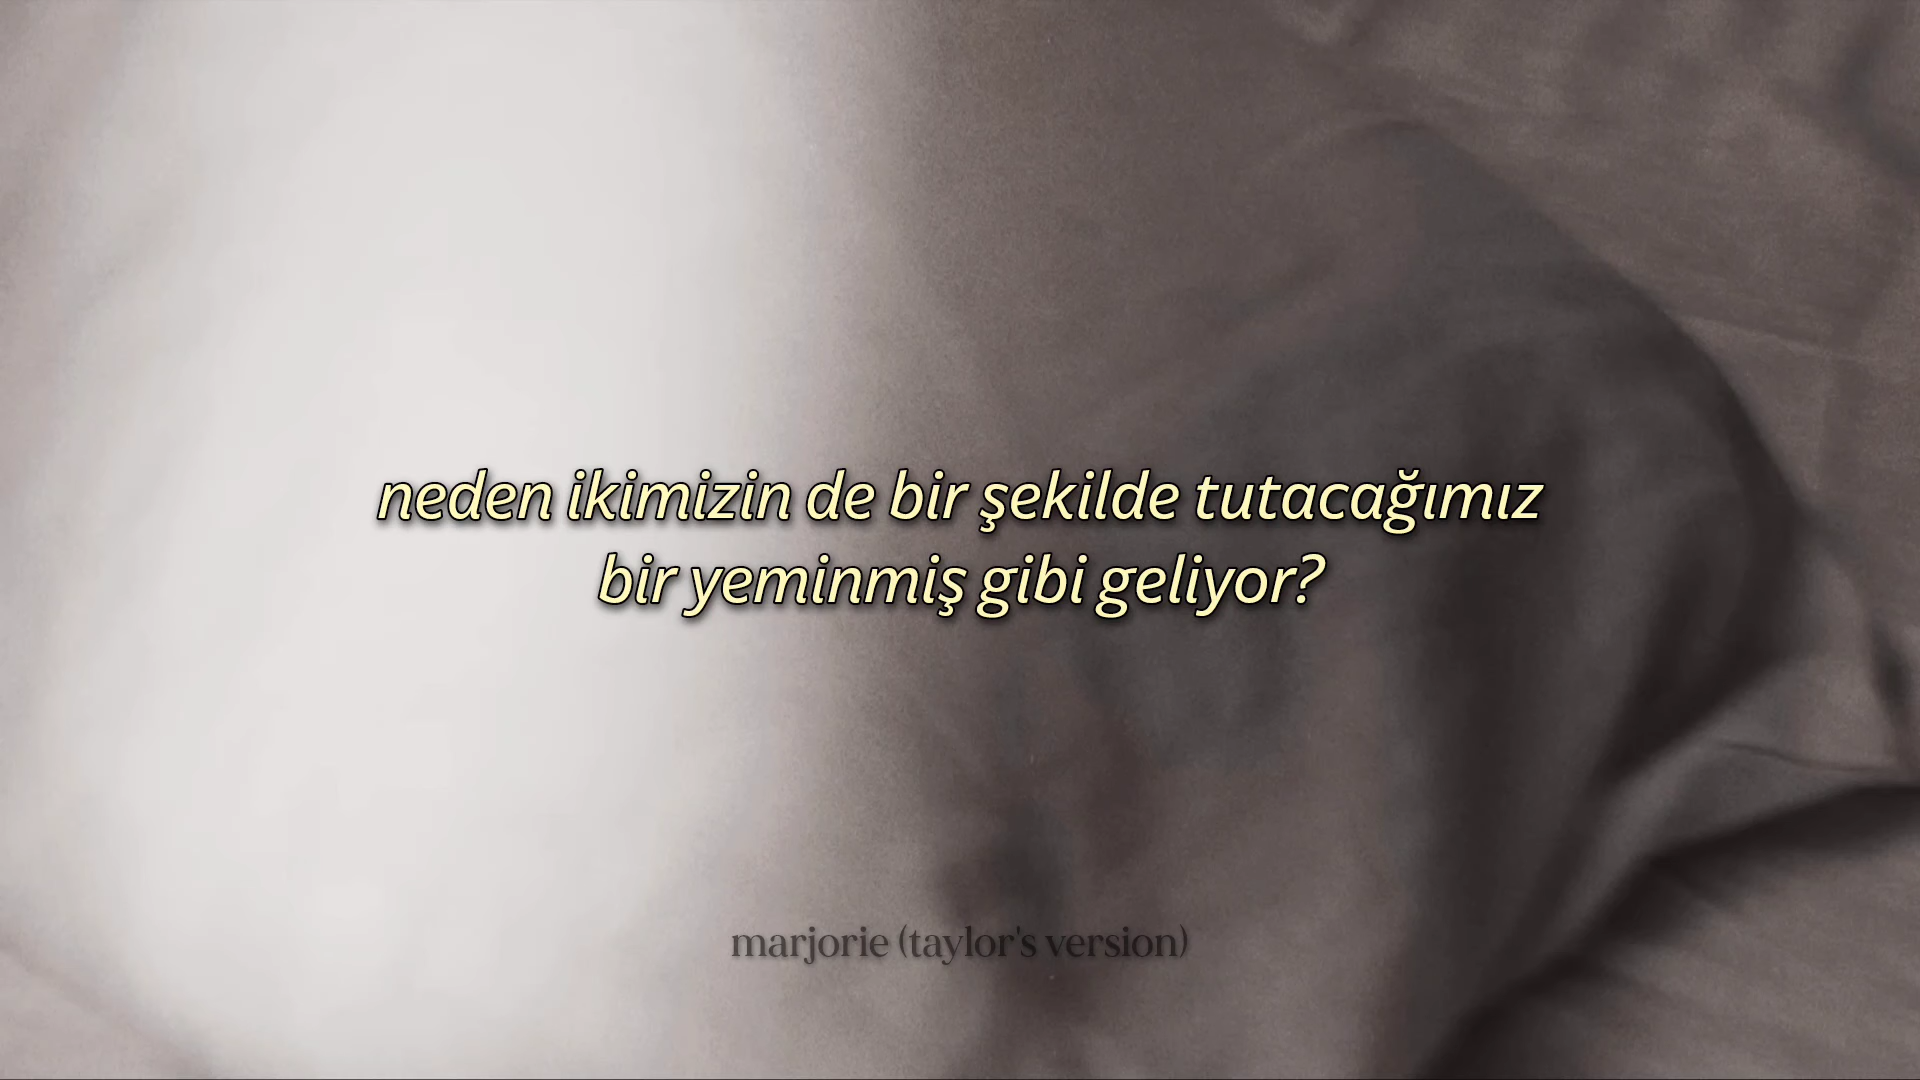 neden ikimizin de bir şekilde tutacağımız
bir yeminmiş gibi geliyor?
marjorie (taylor's version)